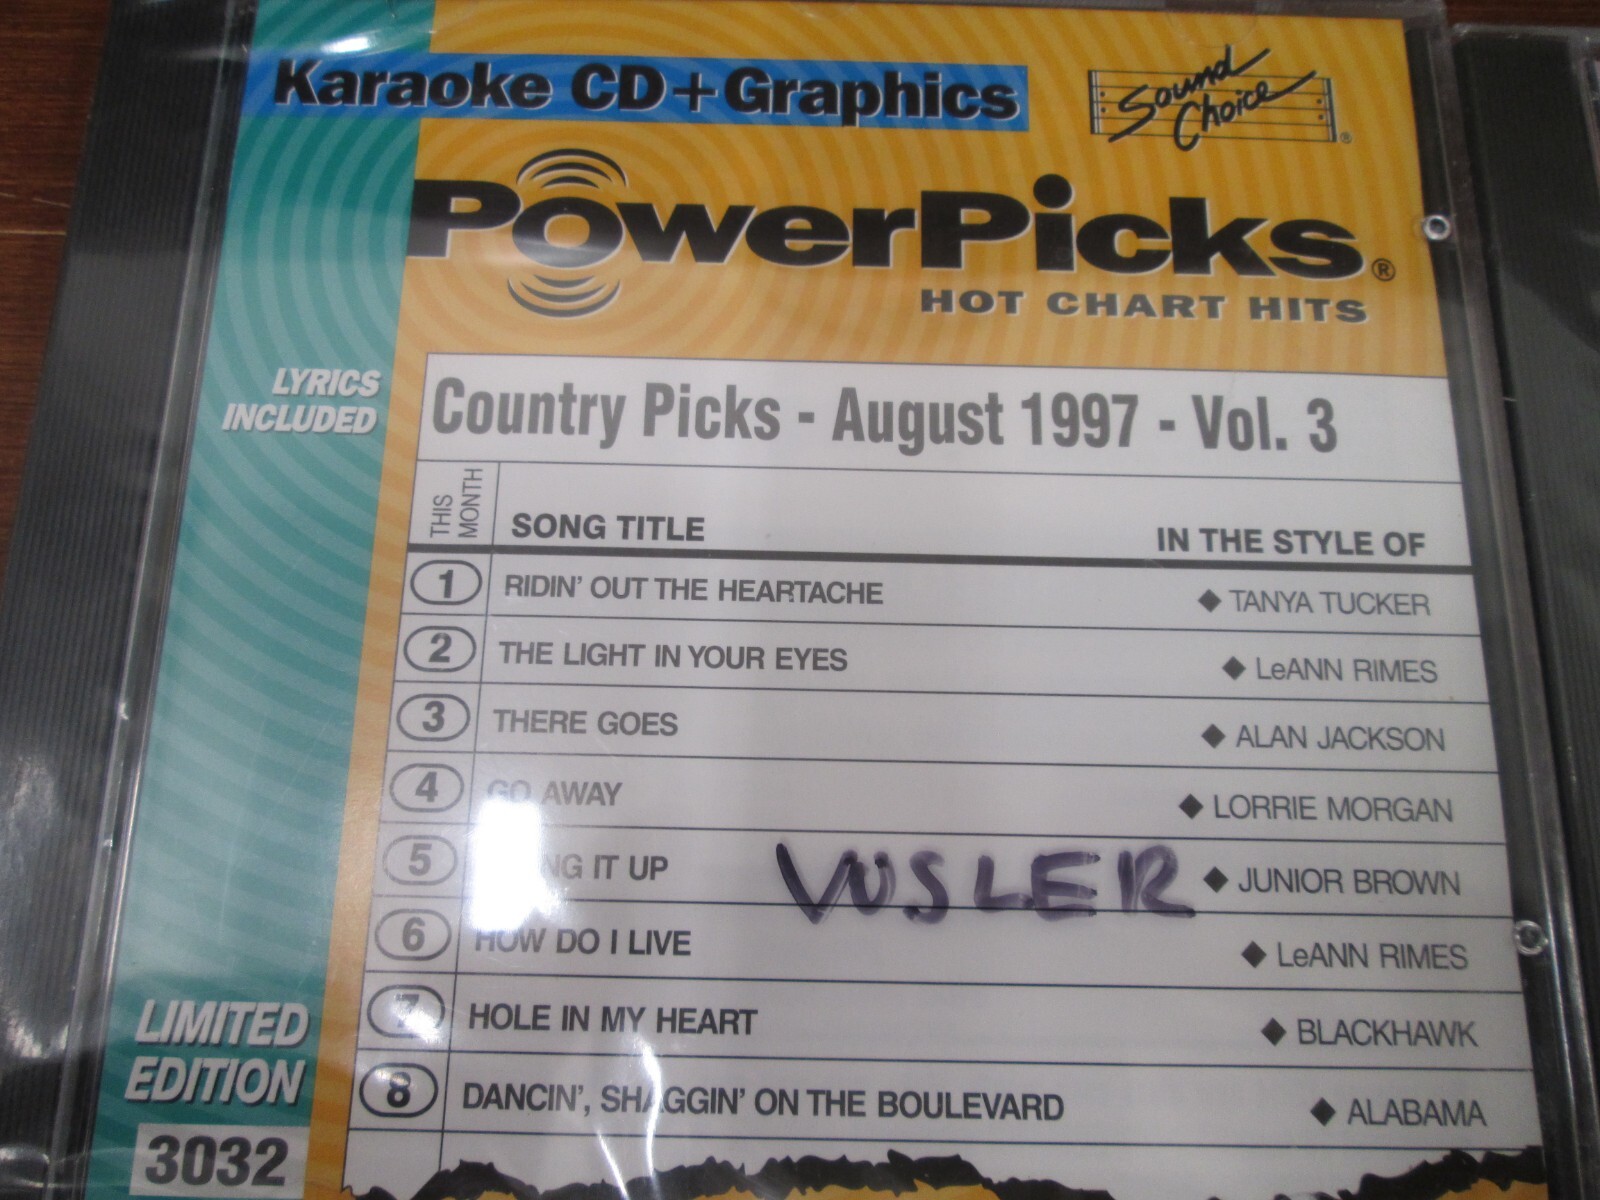 Karaoke CD+Graphics
Sound Choice ®
PowerPicks®
HOT CHART HITS
LYRICS
INCLUDED
Country Picks - August 1997 - Vol. 3
THIS MONTH SONG TITLE IN THE STYLE OF
1 RIDIN' OUT THE HEARTACHE ◆ TANYA TUCKER
2 THE LIGHT IN YOUR EYES ◆ LeANN RIMES
3 THERE GOES ◆ ALAN JACKSON
4 GO AWAY ◆ LORRIE MORGAN
5 IT UP ◆ JUNIOR BROWN
6 HOW DO I LIVE ◆ LeANN RIMES
7 HOLE IN MY HEART ◆ BLACKHAWK
8 DANCIN', SHAGGIN' ON THE BOULEVARD ◆ ALABAMA
LIMITED
EDITION
3032